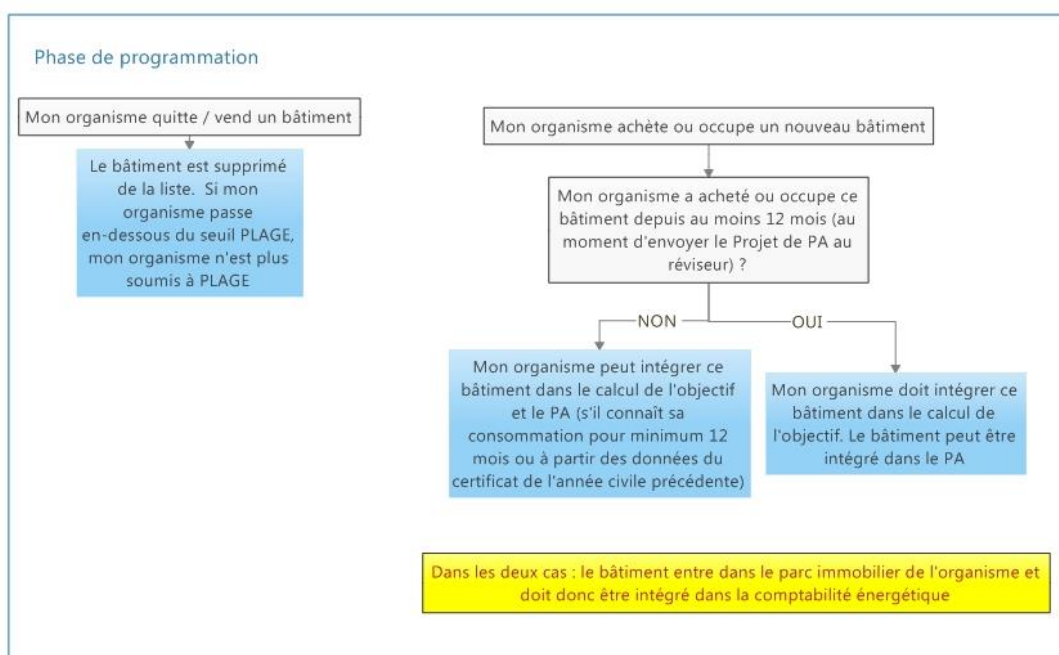 Phase de programmation
Mon organisme quitte / vend un bâtiment
Le bâtiment est supprimé
de la liste.  Si mon
organisme passe
en-dessous du seuil PLAGE,
mon organisme n'est plus
soumis à PLAGE
Mon organisme achète ou occupe un nouveau bâtiment
Mon organisme a acheté ou occupe ce
bâtiment depuis au moins 12 mois (au
moment d'envoyer le Projet de PA au
réviseur) ?
NON
OUI
Mon organisme peut intégrer ce
bâtiment dans le calcul de l'objectif
et le PA (s'il connaît sa
consommation pour minimum 12
mois ou à partir des données du
certificat de l'année civile précédente)
Mon organisme doit intégrer ce
bâtiment dans le calcul de
l'objectif. Le bâtiment peut être
intégré dans le PA
Dans les deux cas : le bâtiment entre dans le parc immobilier de l'organisme et
doit donc être intégré dans la comptabilité énergétique